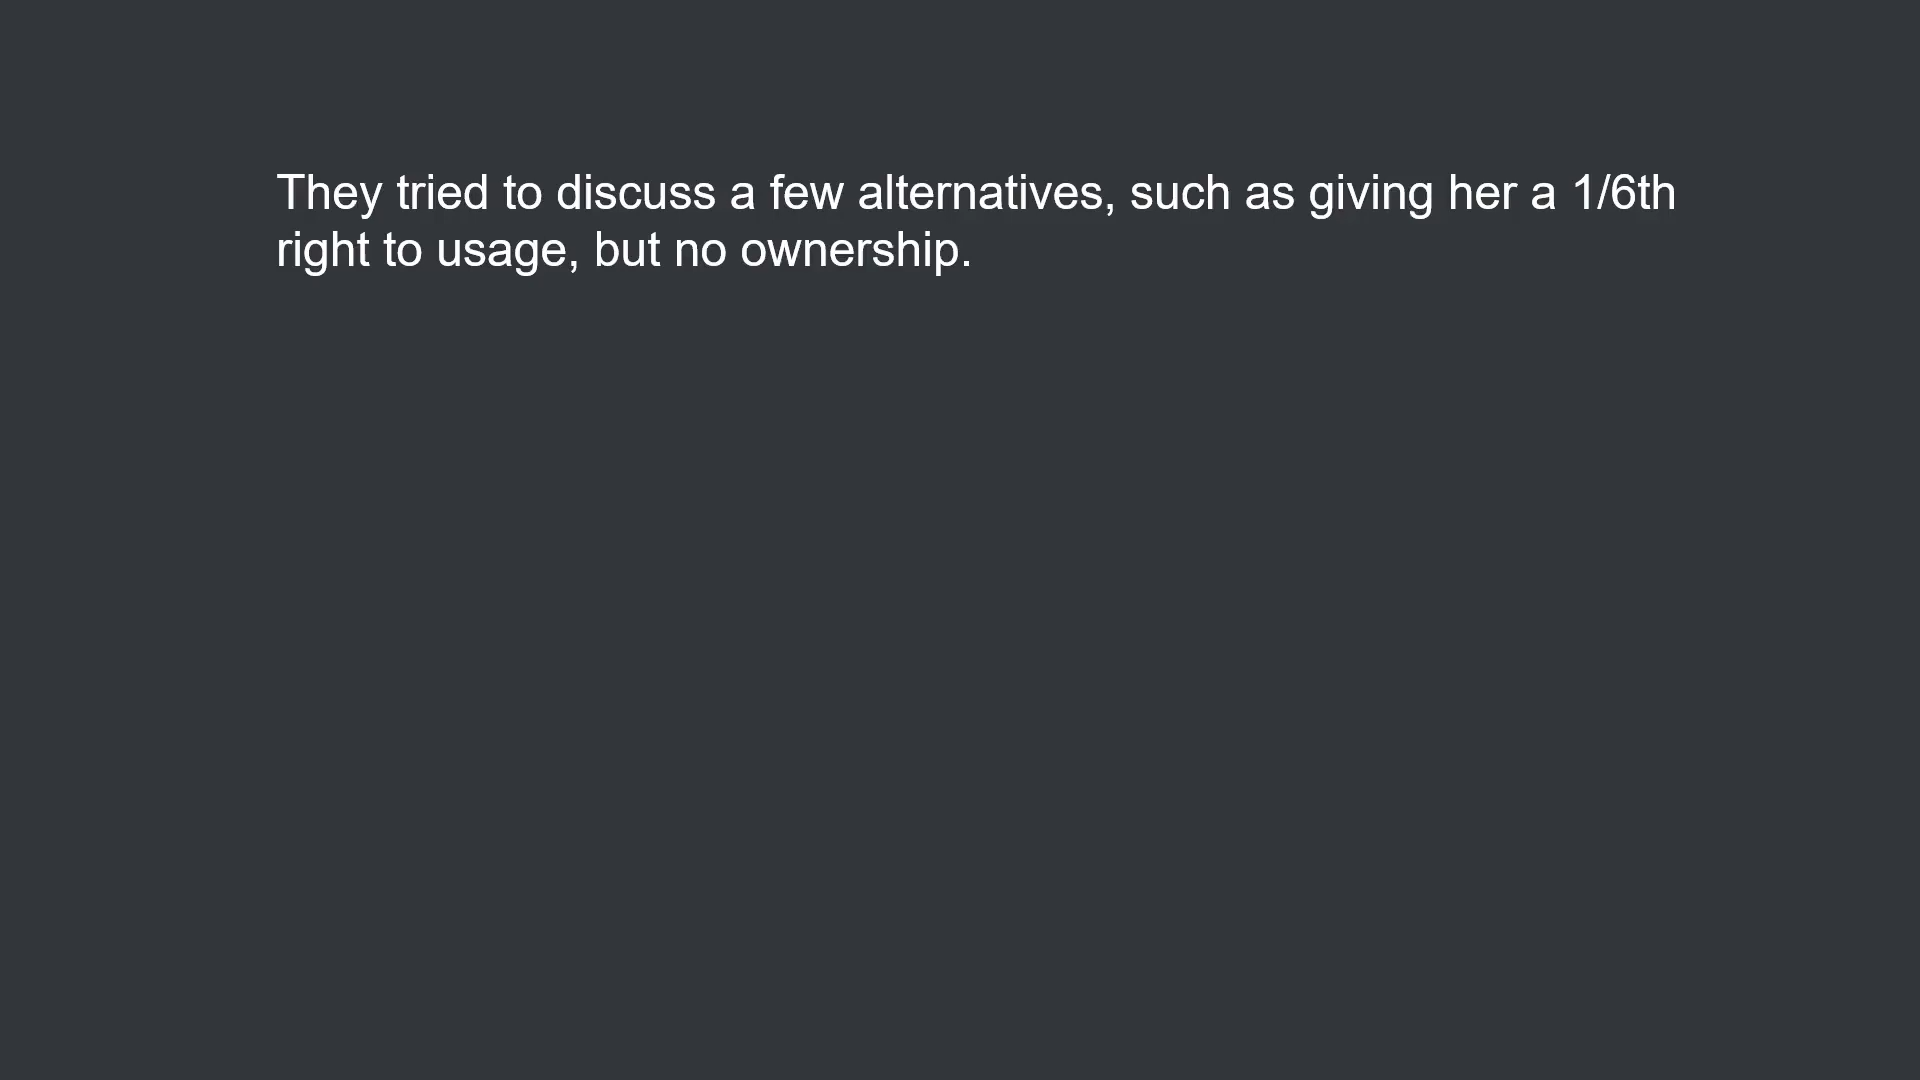 They tried to discuss a few alternatives, such as giving her a 1/6th
right to usage, but no ownership.